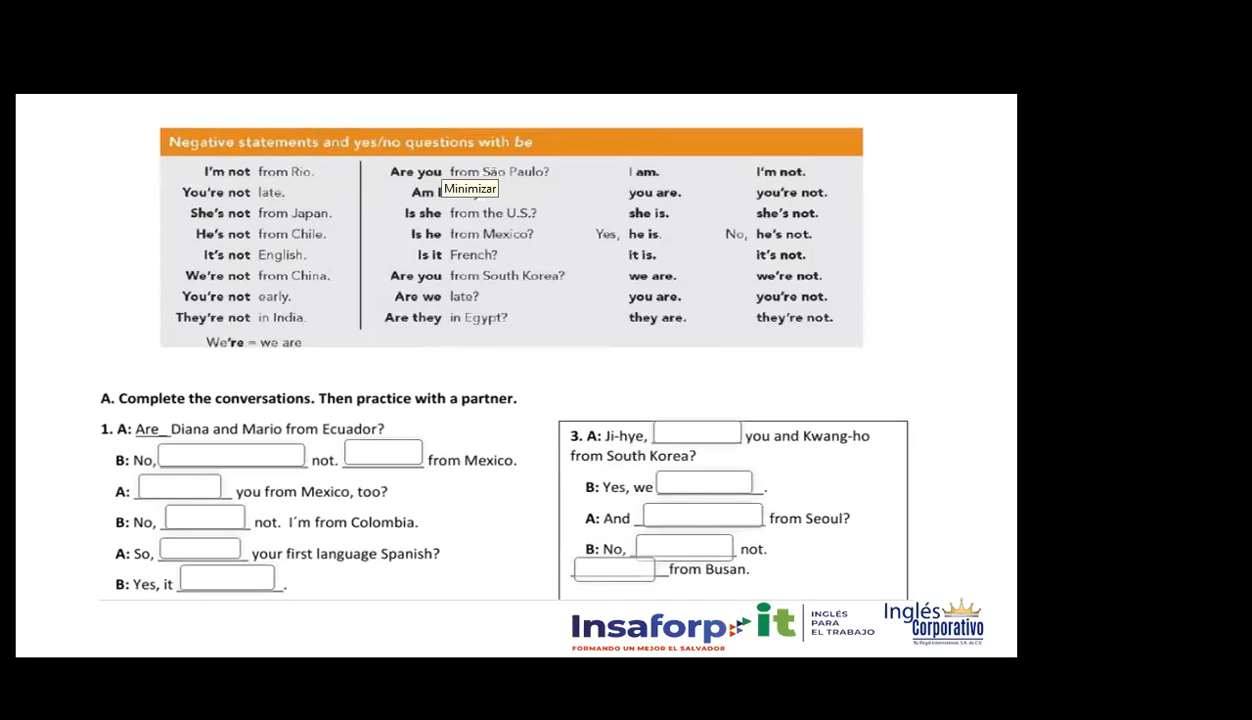 Negative statements and yes/no questions with be
I'm not from Rio.
You're not late.
She's not from Japan.
He's not from Chile.
It's not English.
We're not from China.
You're not early.
They're not in India.
We're = we are
Are you from São Paulo?
Am I
Minimizar
Is she from the U.S.?
Is he from Mexico?
Is it French?
Are you from South Korea?
Are we late?
Are they in Egypt?
I am.
you are.
she is.
Yes, he is.
it is.
we are.
you are.
they are.
I'm not.
you're not.
she's not.
No, he's not.
it's not.
we're not.
you're not.
they're not.
A. Complete the conversations. Then practice with a partner.
1. A: Are_ Diana and Mario from Ecuador?
B: No, not. from Mexico.
A: you from Mexico, too?
B: No, not. I´m from Colombia.
A: So, your first language Spanish?
B: Yes, it .
3. A: Ji-hye, you and Kwang-ho
from South Korea?
B: Yes, we .
A: And from Seoul?
B: No, not.
from Busan.
Insaforp
FORMANDO UN MEJOR EL SALVADOR
it
INGLÉS
PARA
EL TRABAJO
Inglés
Corporativo